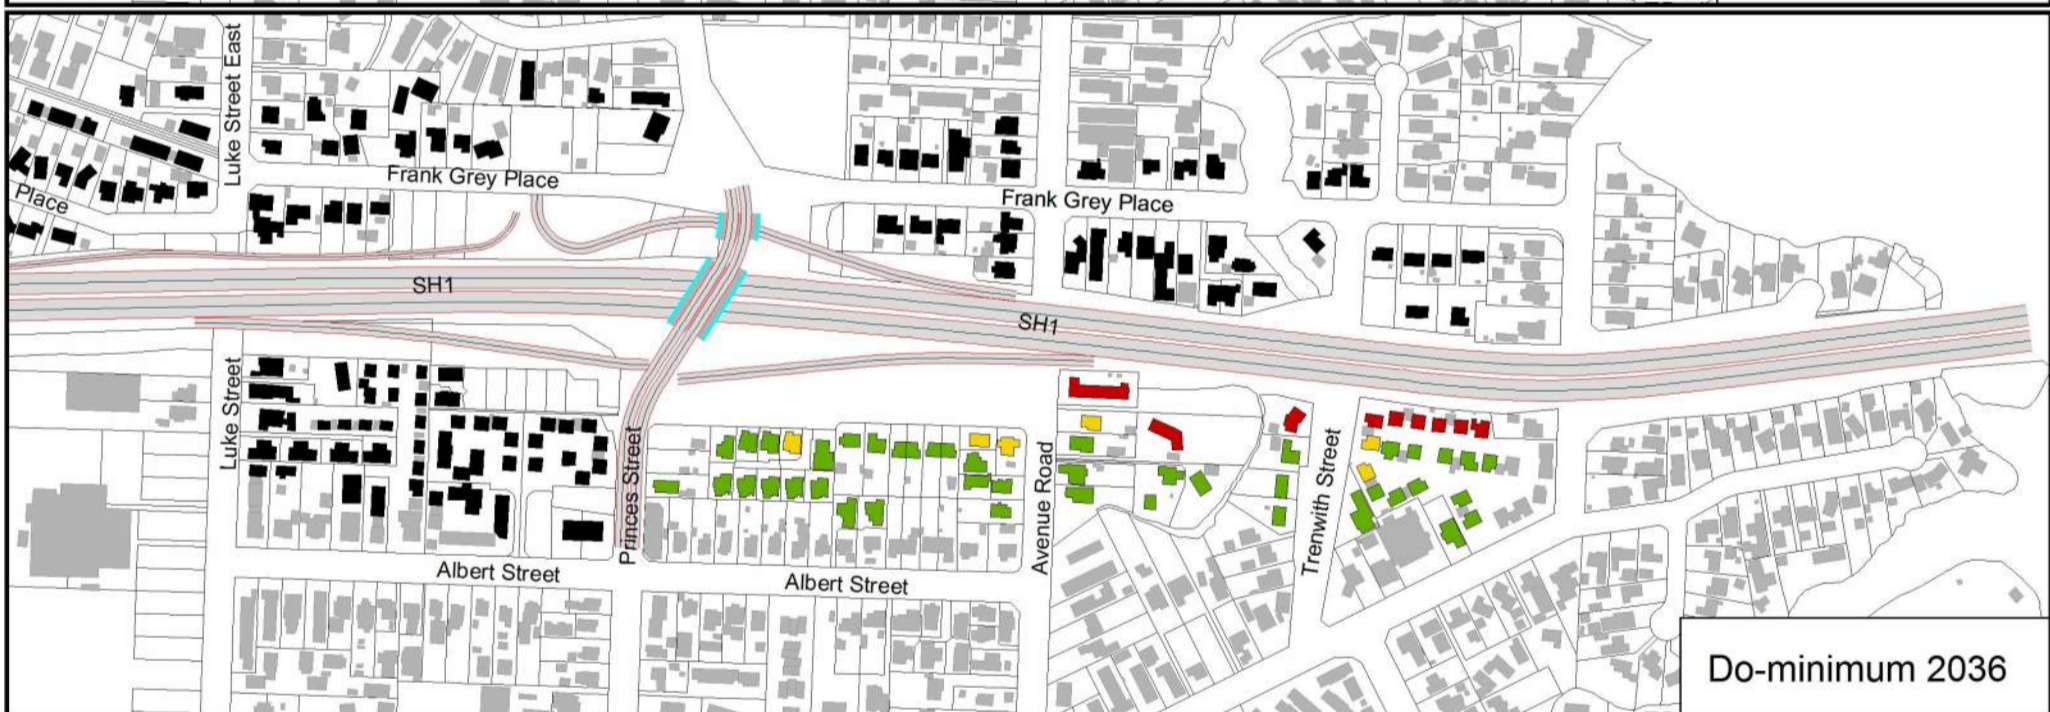 Luke Street East
Frank Grey Place
Place
Frank Grey Place
SH1
SH1
Luke Street
Princes Street
Avenue Road
Trenwith Street
Albert Street
Albert Street
Do-minimum 2036